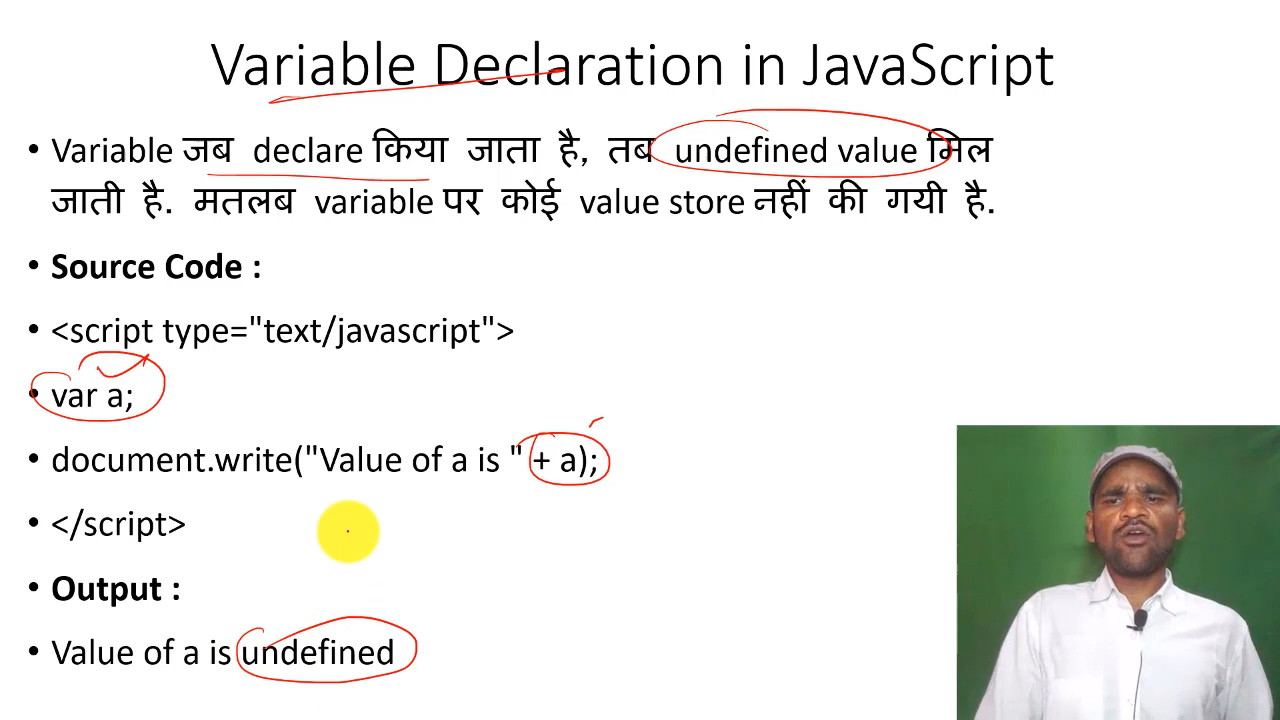 Variable Declaration in JavaScript
• Variable जब declare किया जाता है, तब undefined value मिल
जाती है. मतलब variable पर कोई value store नहीं की गयी है.
• Source Code :
• <script type="text/javascript">
• var a;
• document.write("Value of a is " + a);
• </script>
• Output :
• Value of a is undefined